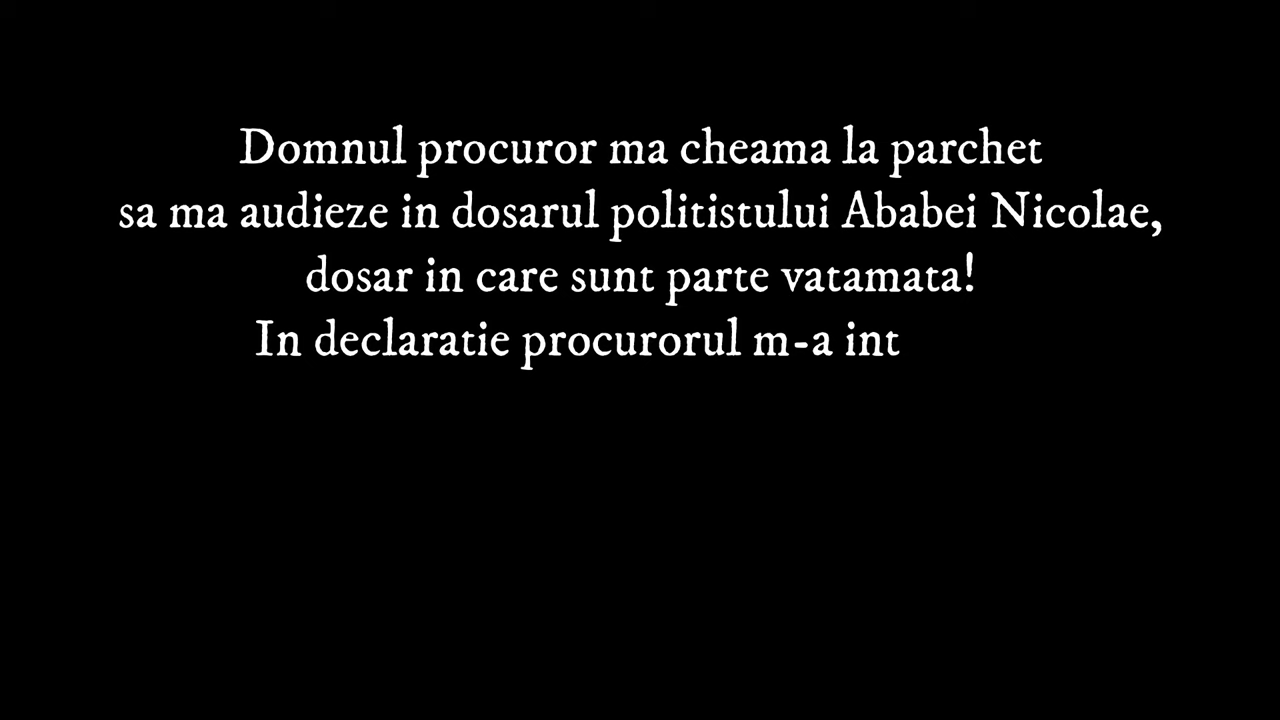 Domnul procuror ma cheama la parchet
sa ma audieze in dosarul politistului Ababei Nicolae,
dosar in care sunt parte vatamata!
In declaratie procurorul m-a int